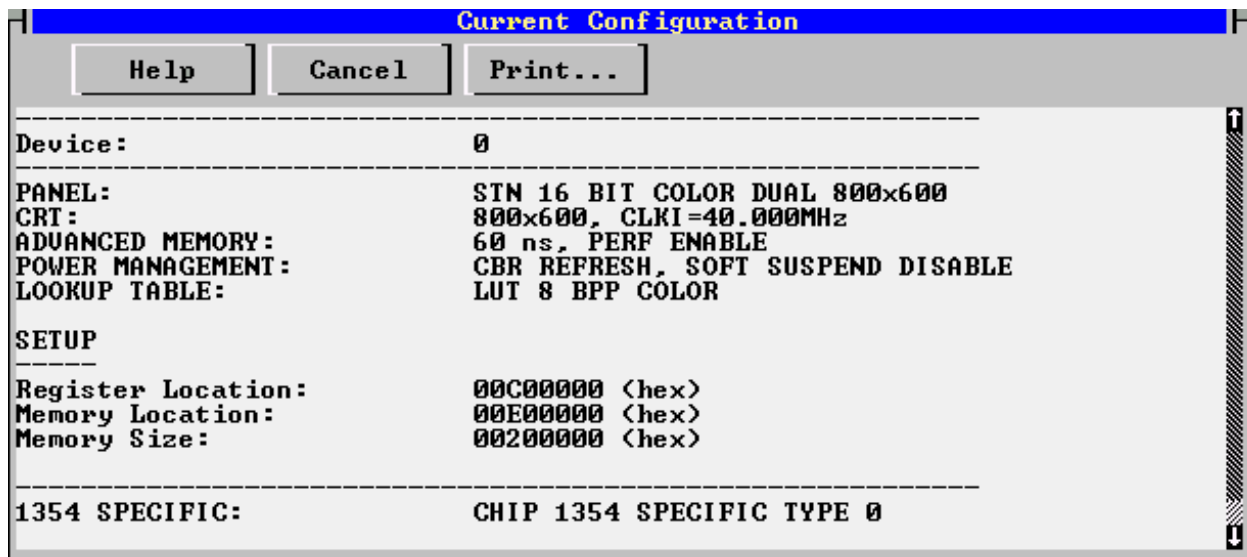 Current Configuration
Help Cancel Print...
--------------------------------------------------------------
Device: 0
--------------------------------------------------------------
PANEL: STN 16 BIT COLOR DUAL 800x600
CRT: 800x600, CLKI=40.000MHz
ADVANCED MEMORY: 60 ns, PERF ENABLE
POWER MANAGEMENT: CBR REFRESH, SOFT SUSPEND DISABLE
LOOKUP TABLE: LUT 8 BPP COLOR
SETUP
-----
Register Location: 00C00000 (hex)
Memory Location: 00E00000 (hex)
Memory Size: 00200000 (hex)
--------------------------------------------------------------
1354 SPECIFIC: CHIP 1354 SPECIFIC TYPE 0